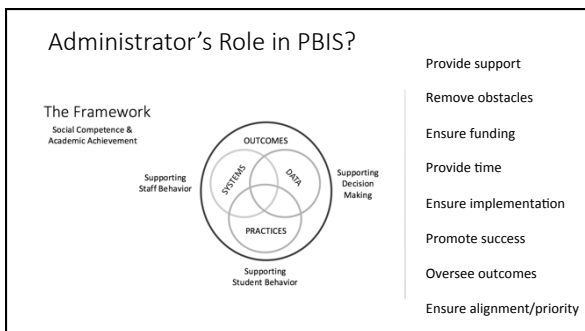 Administrator's Role in PBIS?
The Framework
Social Competence &
Academic Achievement
OUTCOMES
Supporting
Staff Behavior
SYSTEMS
DATA
Supporting
Decision
Making
PRACTICES
Supporting
Student Behavior
Provide support
Remove obstacles
Ensure funding
Provide time
Ensure implementation
Promote success
Oversee outcomes
Ensure alignment/priority